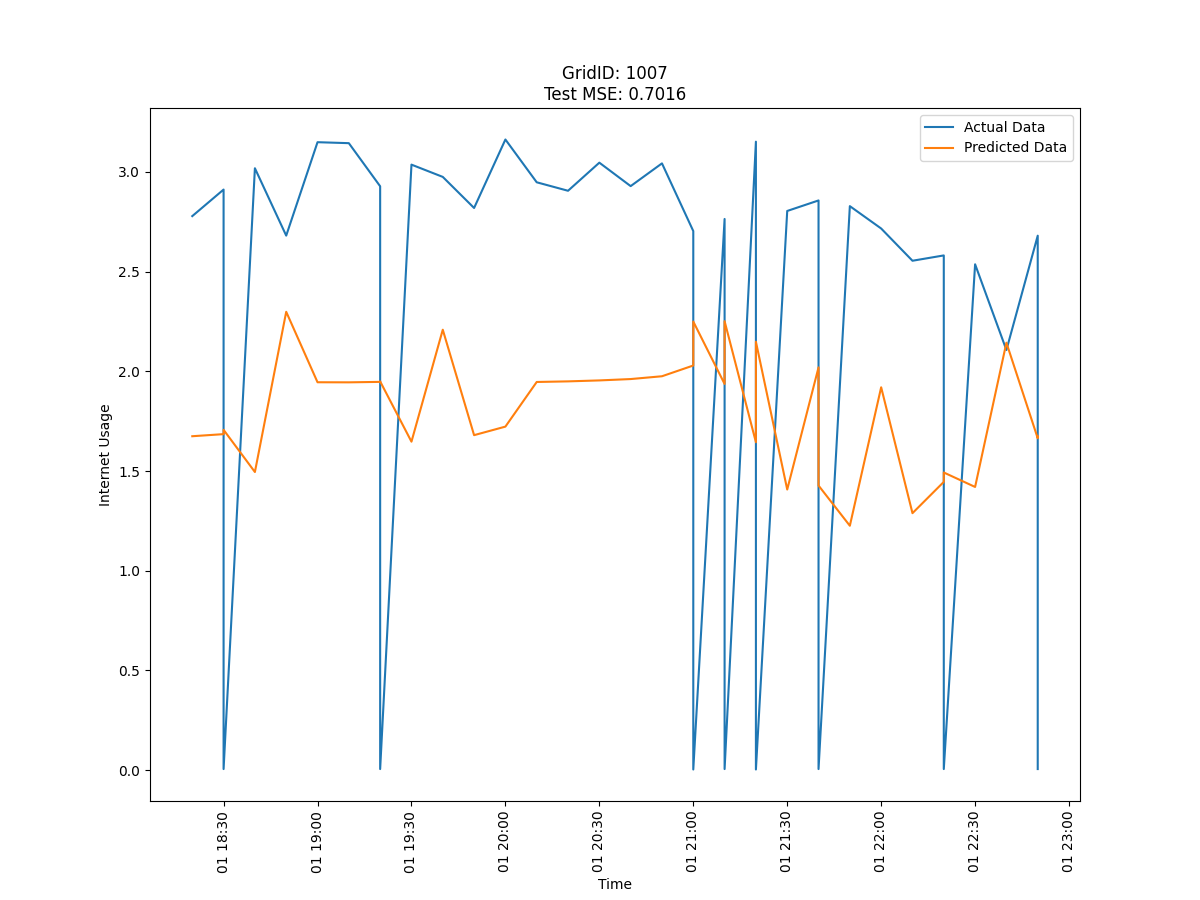 GridID: 1007
Test MSE: 0.7016
Actual Data
Predicted Data
3.0
2.5
2.0
1.5
1.0
0.5
0.0
Internet Usage
01 18:30
01 19:00
01 19:30
01 20:00
01 20:30
01 21:00
01 21:30
01 22:00
01 22:30
01 23:00
Time